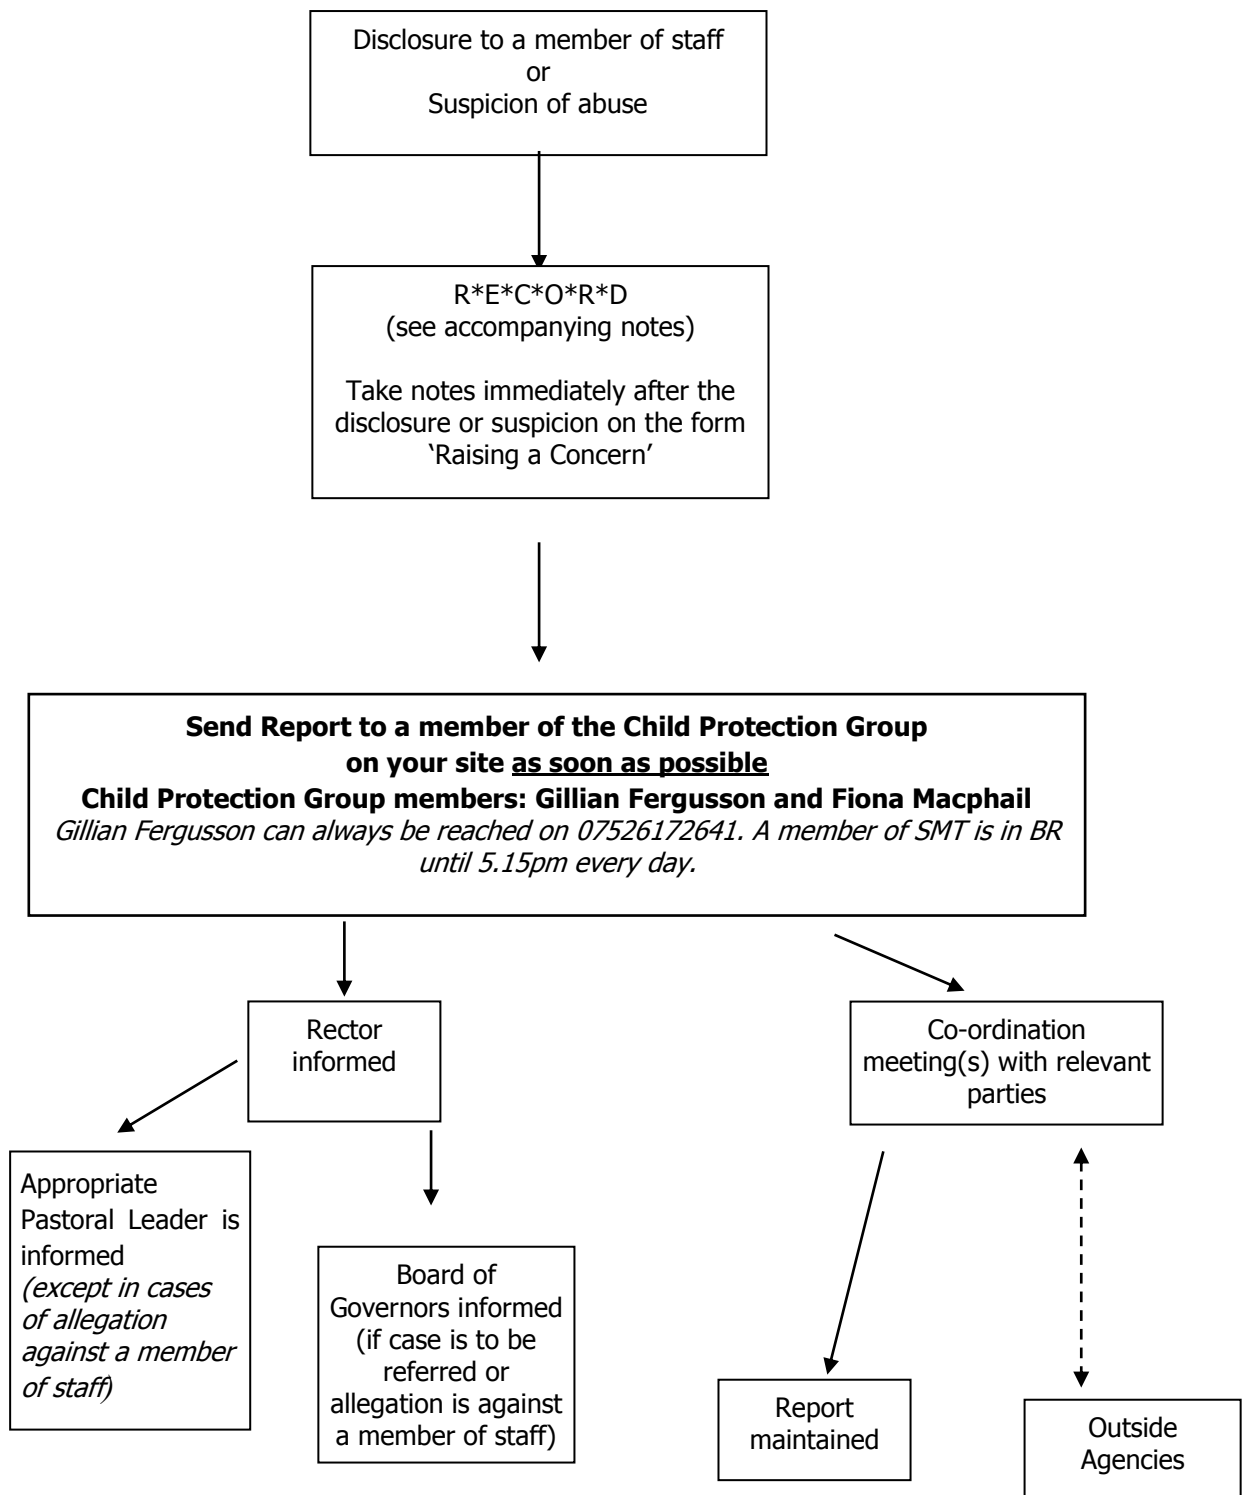 Disclosure to a member of staff
or
Suspicion of abuse
R*E*C*O*R*D
(see accompanying notes)
Take notes immediately after the
disclosure or suspicion on the form
‘Raising a Concern’
Send Report to a member of the Child Protection Group
on your site as soon as possible
Child Protection Group members: Gillian Fergusson and Fiona Macphail
Gillian Fergusson can always be reached on 07526172641. A member of SMT is in BR
until 5.15pm every day.
Rector
informed
Co-ordination
meeting(s) with relevant
parties
Appropriate
Pastoral Leader is
informed
(except in cases
of allegation
against a member
of staff)
Board of
Governors informed
(if case is to be
referred or
allegation is against
a member of staff)
Report
maintained
Outside
Agencies